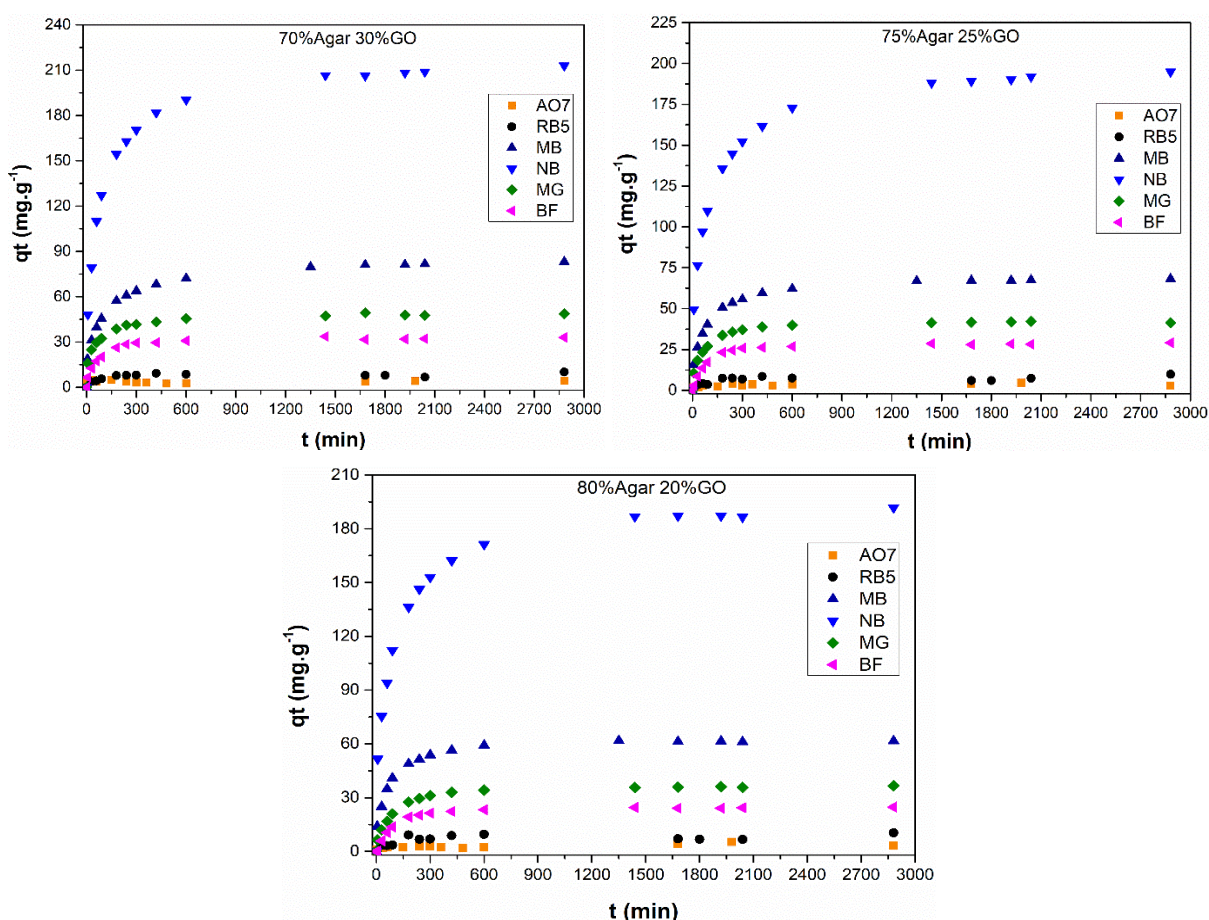 70%Agar 30%GO
qt (mg.g-1)
240
210
180
150
120
90
60
30
0
AO7
RB5
MB
NB
MG
BF
0 300 600 900 1200 1500 1800 2100 2400 2700 3000
t (min)
75%Agar 25%GO
qt (mg.g-1)
225
200
175
150
125
100
75
50
25
0
AO7
RB5
MB
NB
MG
BF
0 300 600 900 1200 1500 1800 2100 2400 2700 3000
t (min)
80%Agar 20%GO
qt (mg.g-1)
210
180
150
120
90
60
30
0
AO7
RB5
MB
NB
MG
BF
0 300 600 900 1200 1500 1800 2100 2400 2700 3000
t (min)